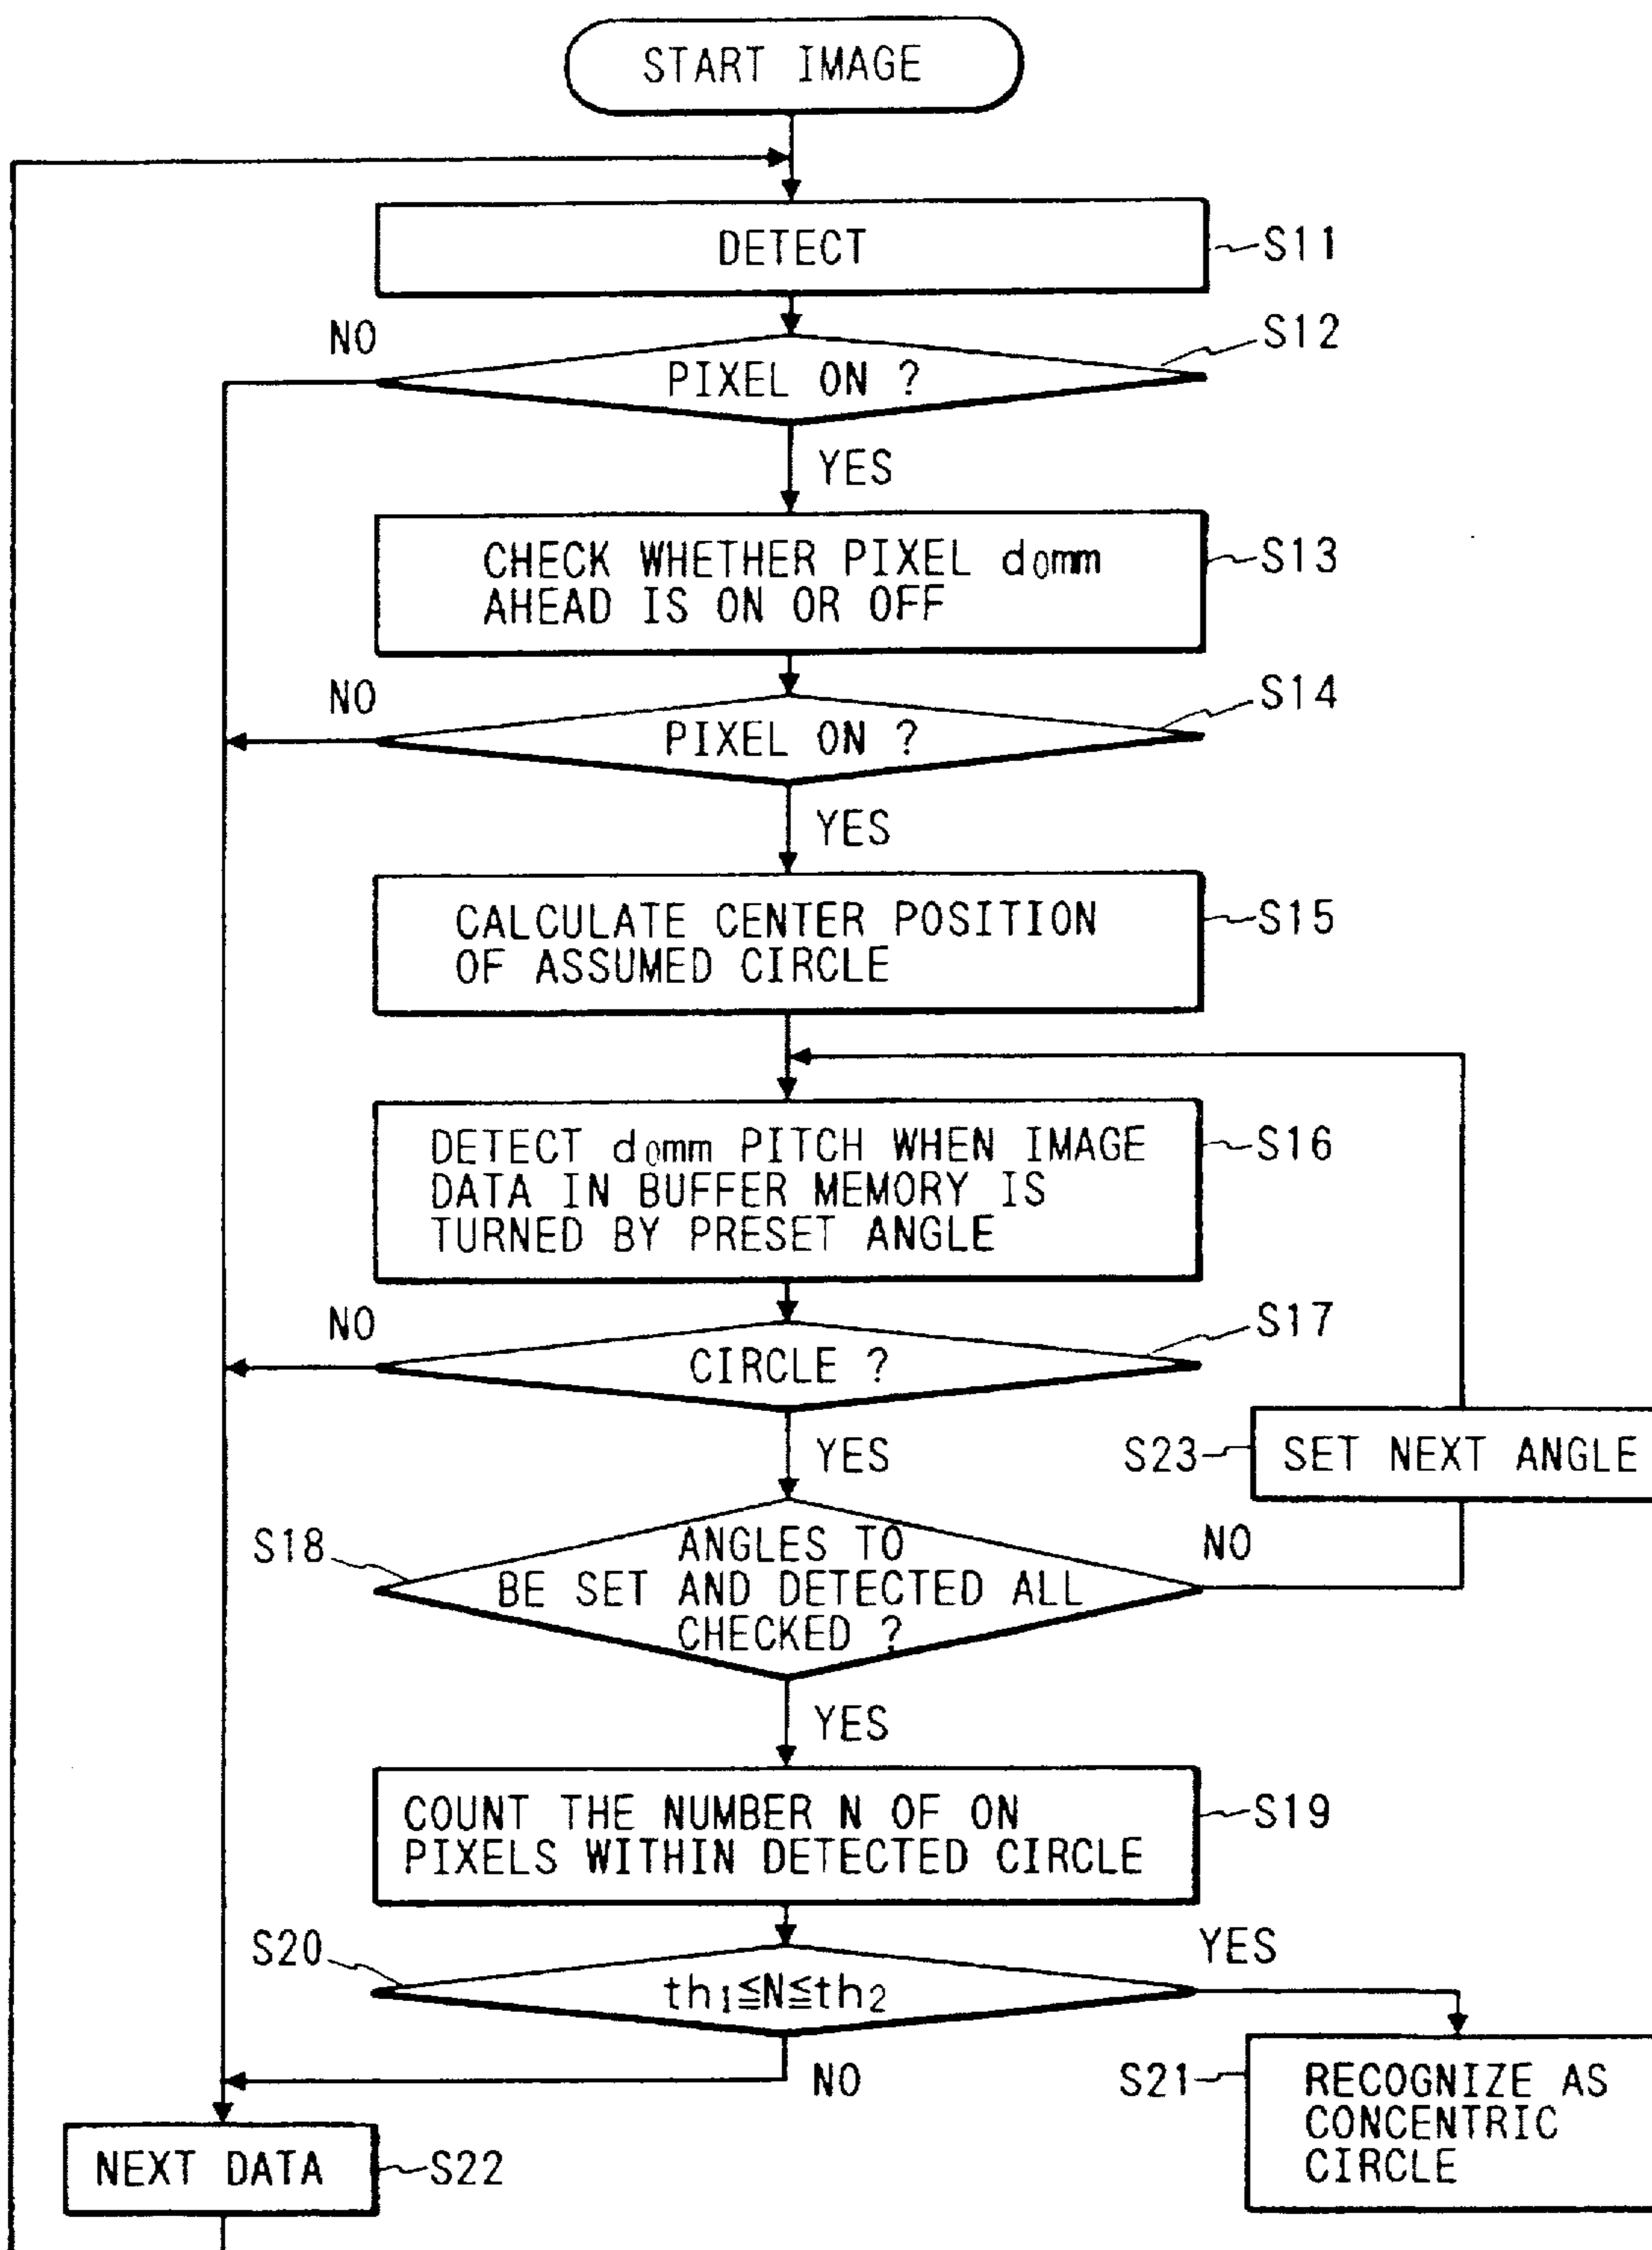 START IMAGE
DETECT
S11
NO
S12
PIXEL ON ?
YES
CHECK WHETHER PIXEL d0mm
AHEAD IS ON OR OFF
S13
NO
S14
PIXEL ON ?
YES
CALCULATE CENTER POSITION
OF ASSUMED CIRCLE
S15
DETECT d0mm PITCH WHEN IMAGE
DATA IN BUFFER MEMORY IS
TURNED BY PRESET ANGLE
S16
NO
S17
CIRCLE ?
YES
S23
SET NEXT ANGLE
S18
ANGLES TO
BE SET AND DETECTED ALL
CHECKED ?
NO
YES
COUNT THE NUMBER N OF ON
PIXELS WITHIN DETECTED CIRCLE
S19
S20
th1≦N≦th2
YES
NO
S21
RECOGNIZE AS
CONCENTRIC
CIRCLE
NEXT DATA
S22